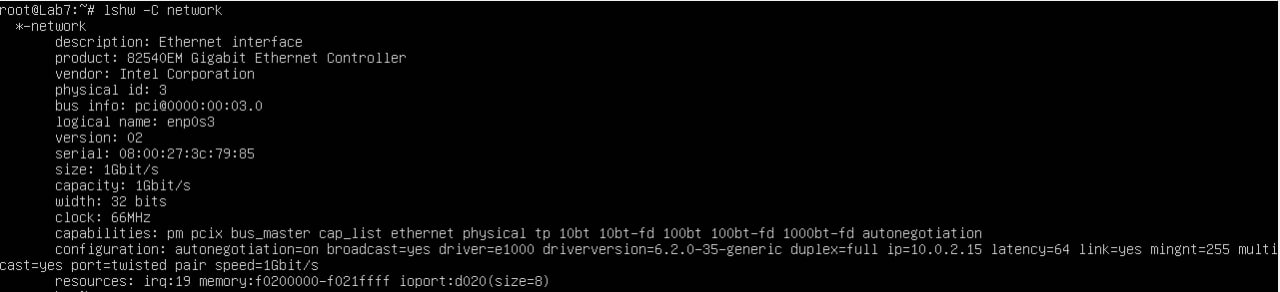 root@Lab7:~# lshw -C network
*-network
description: Ethernet interface
product: 82540EM Gigabit Ethernet Controller
vendor: Intel Corporation
physical id: 3
bus info: pci@0000:00:03.0
logical name: enp0s3
version: 02
serial: 08:00:27:3c:79:85
size: 1Gbit/s
capacity: 1Gbit/s
width: 32 bits
clock: 66MHz
capabilities: pm pcix bus_master cap_list ethernet physical tp 10bt 10bt-fd 100bt 100bt-fd 1000bt-fd autonegotiation
configuration: autonegotiation=on broadcast=yes driver=e1000 driverversion=6.2.0-35-generic duplex=full ip=10.0.2.15 latency=64 link=yes mingnt=255 multi
cast=yes port=twisted pair speed=1Gbit/s
resources: irq:19 memory:f0200000-f021ffff ioport:d020(size=8)